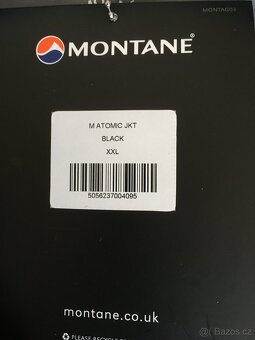 MONTAG03
MONTANE®
M ATOMIC JKT
BLACK
XXL
5056237004095
montane.co.uk
PLEASE RECYCLE
Bazos.cz